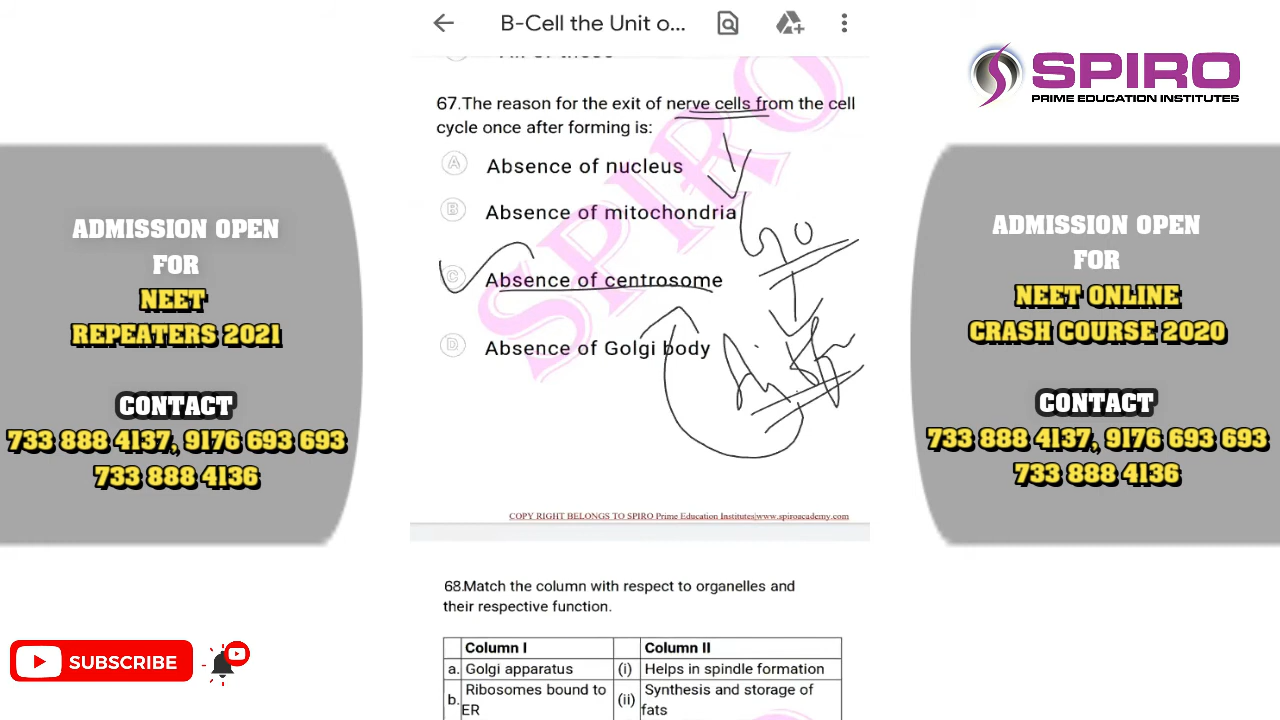 B-Cell the Unit o...
SPIRO
PRIME EDUCATION INSTITUTES
67.The reason for the exit of nerve cells from the cell
cycle once after forming is:
A Absence of nucleus
B Absence of mitochondria
C Absence of centrosome
D Absence of Golgi body
G0
SPIRO
COPY RIGHT BELONGS TO SPIRO Prime Education Institutes|www.spiroacademy.com
68.Match the column with respect to organelles and
their respective function.
Column I Column II
a. Golgi apparatus (i) Helps in spindle formation
b. Ribosomes bound to ER (ii) Synthesis and storage of fats
ADMISSION OPEN
FOR
NEET
REPEATERS 2021
CONTACT
733 888 4137, 9176 693 693
733 888 4136
ADMISSION OPEN
FOR
NEET ONLINE
CRASH COURSE 2020
CONTACT
733 888 4137, 9176 693 693
733 888 4136
SUBSCRIBE